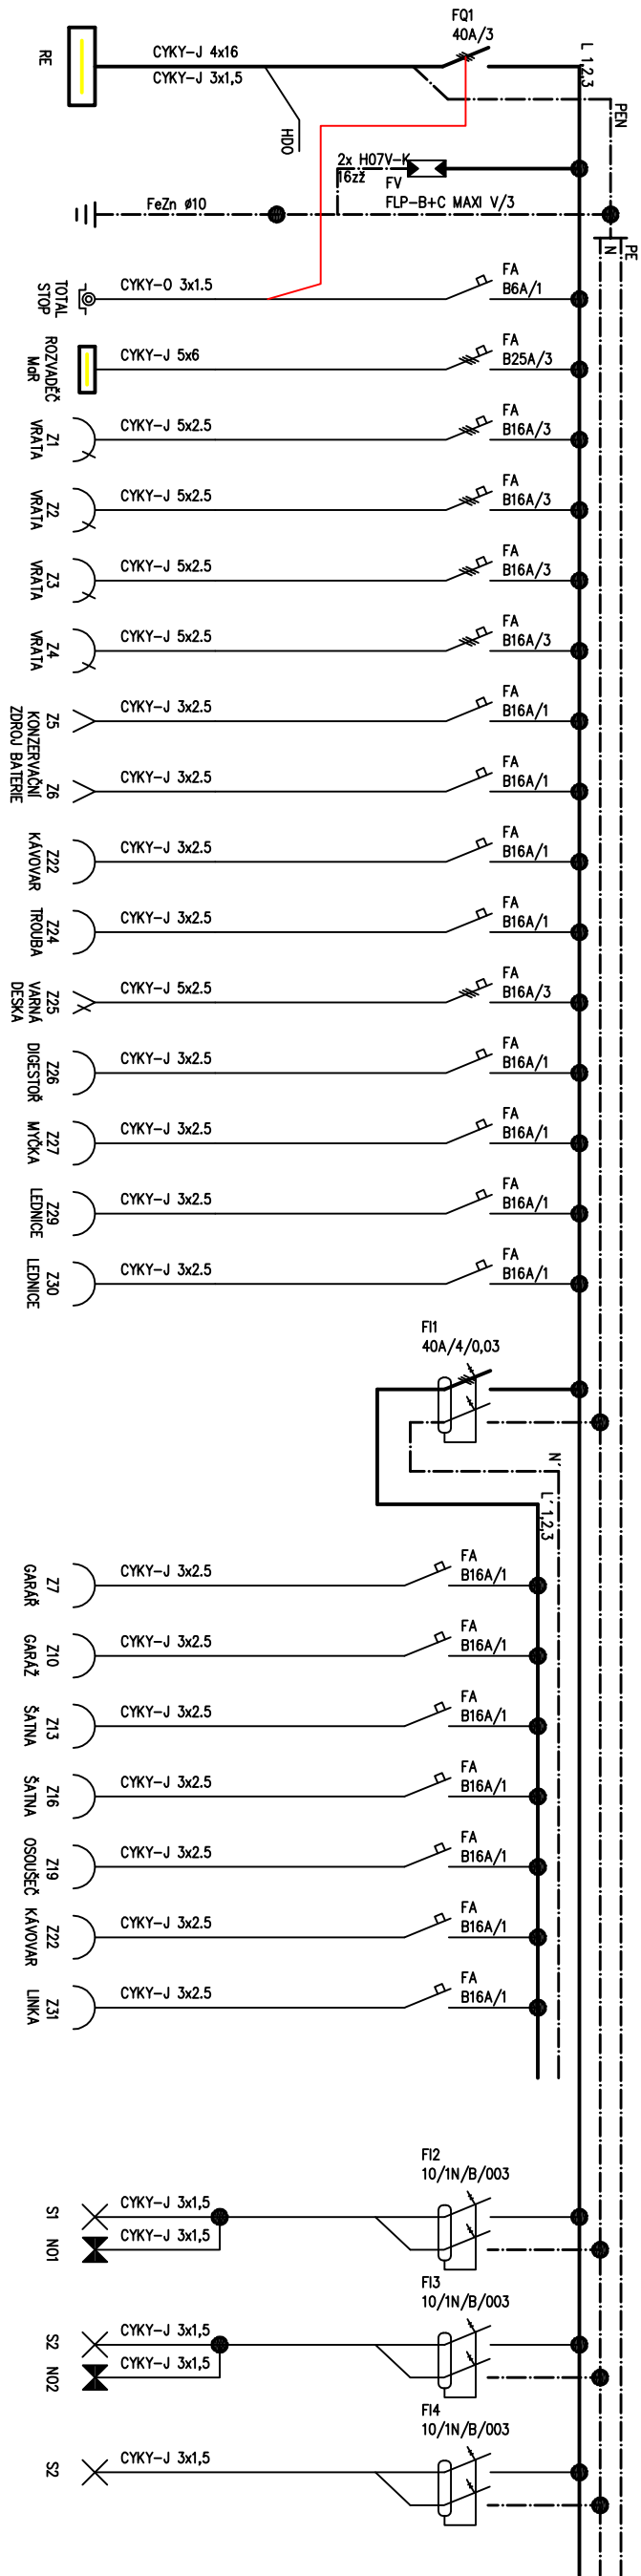 FQ1
40A/3
L 1,2,3
RE
CYKY-J 4x16
CYKY-J 3x1,5
HDO
PEN
2x H07V-K
16zž
FV
FLP-B+C MAXI V/3
FeZn ø10
N
PE
TOTAL
STOP
CYKY-O 3x1.5
FA
B6A/1
ROZVADĚČ
MaR
CYKY-J 5x6
FA
B25A/3
Z1
VRATA
CYKY-J 5x2.5
FA
B16A/3
Z2
VRATA
CYKY-J 5x2.5
FA
B16A/3
Z3
VRATA
CYKY-J 5x2.5
FA
B16A/3
Z4
VRATA
CYKY-J 5x2.5
FA
B16A/3
Z5
CYKY-J 3x2.5
FA
B16A/1
KONZERVAČNÍ
ZDROJ BATERIE
Z6
CYKY-J 3x2.5
FA
B16A/1
Z22
KÁVOVAR
CYKY-J 3x2.5
FA
B16A/1
Z24
TROUBA
CYKY-J 3x2.5
FA
B16A/1
Z25
VARNÁ
DESKA
CYKY-J 5x2.5
FA
B16A/3
Z26
DIGESTOŘ
CYKY-J 3x2.5
FA
B16A/1
Z27
MYČKA
CYKY-J 3x2.5
FA
B16A/1
Z29
LEDNICE
CYKY-J 3x2.5
FA
B16A/1
Z30
LEDNICE
CYKY-J 3x2.5
FA
B16A/1
FI1
40A/4/0,03
N´
L´ 1,2,3
Z7
GARÁŘ
CYKY-J 3x2.5
FA
B16A/1
Z10
GARÁŽ
CYKY-J 3x2.5
FA
B16A/1
Z13
ŠATNA
CYKY-J 3x2.5
FA
B16A/1
Z16
ŠATNA
CYKY-J 3x2.5
FA
B16A/1
Z19
OSOUŠEČ
CYKY-J 3x2.5
FA
B16A/1
Z22
KÁVOVAR
CYKY-J 3x2.5
FA
B16A/1
Z31
LINKA
CYKY-J 3x2.5
FA
B16A/1
FI2
10/1N/B/003
S1
CYKY-J 3x1,5
NO1
CYKY-J 3x1,5
FI3
10/1N/B/003
S2
CYKY-J 3x1,5
NO2
CYKY-J 3x1,5
FI4
10/1N/B/003
S2
CYKY-J 3x1,5